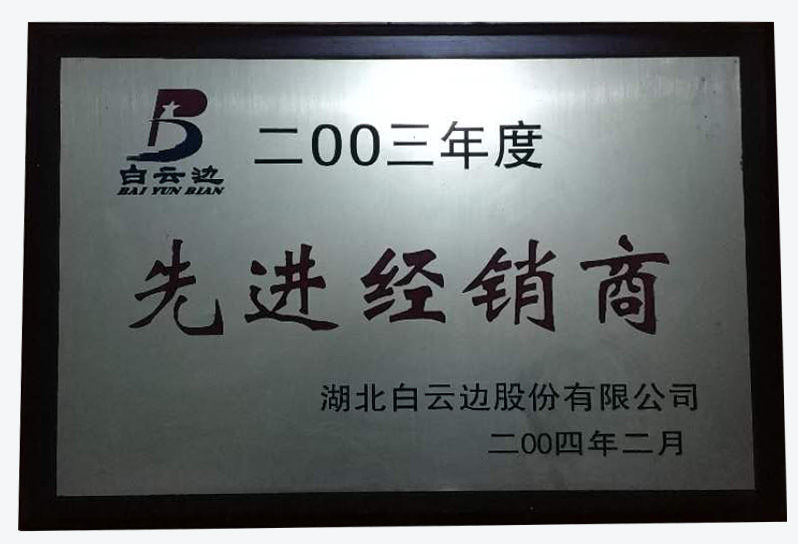 白云边
BAI YUN BIAN
二00三年度
先进经销商
湖北白云边股份有限公司
二00四年二月